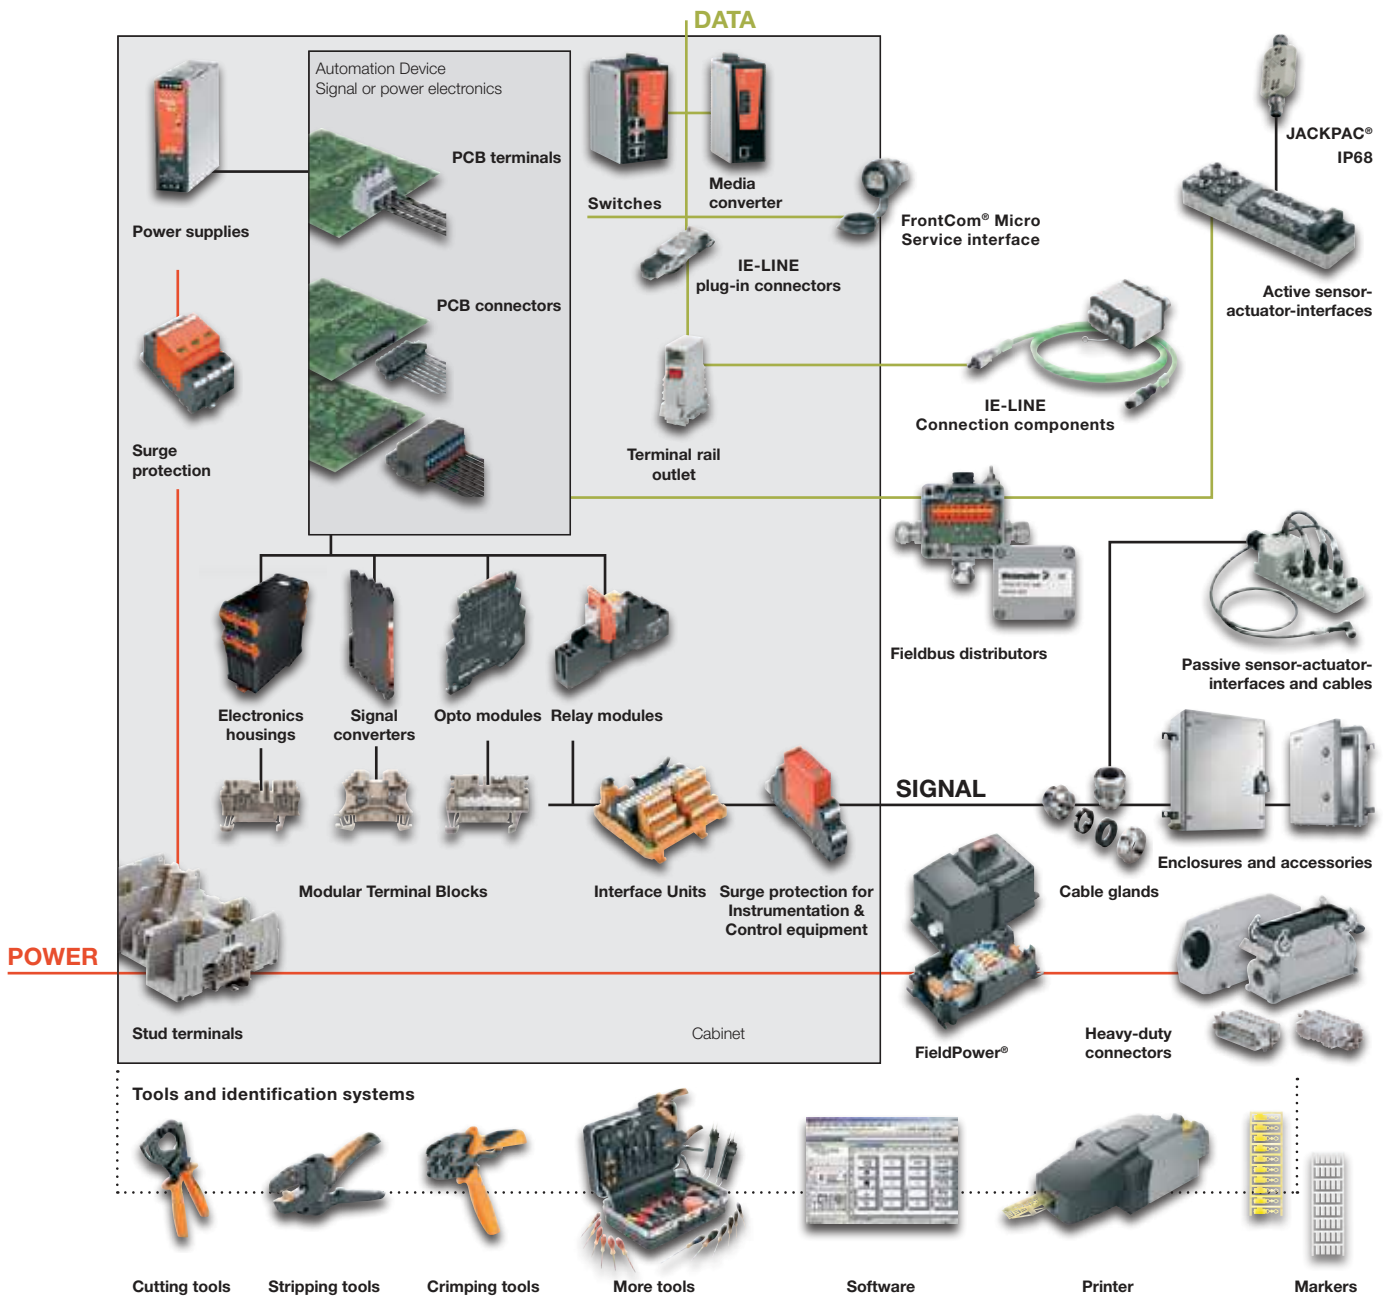 DATA
Automation Device
Signal or power electronics
PCB terminals
JACKPAC®
IP68
Media
converter
Switches
Power supplies
FrontCom® Micro
Service interface
IE-LINE
plug-in connectors
PCB connectors
Active sensor-
actuator-interfaces
IE-LINE
Connection components
Surge
protection
Terminal rail
outlet
Fieldbus distributors
Passive sensor-actuator-
interfaces and cables
Electronics
housings
Signal
converters
Opto modules
Relay modules
SIGNAL
Enclosures and accessories
Modular Terminal Blocks
Interface Units
Surge protection for
Instrumentation &
Control equipment
Cable glands
POWER
Stud terminals
Cabinet
FieldPower®
Heavy-duty
connectors
Tools and identification systems
Cutting tools
Stripping tools
Crimping tools
More tools
Software
Printer
Markers